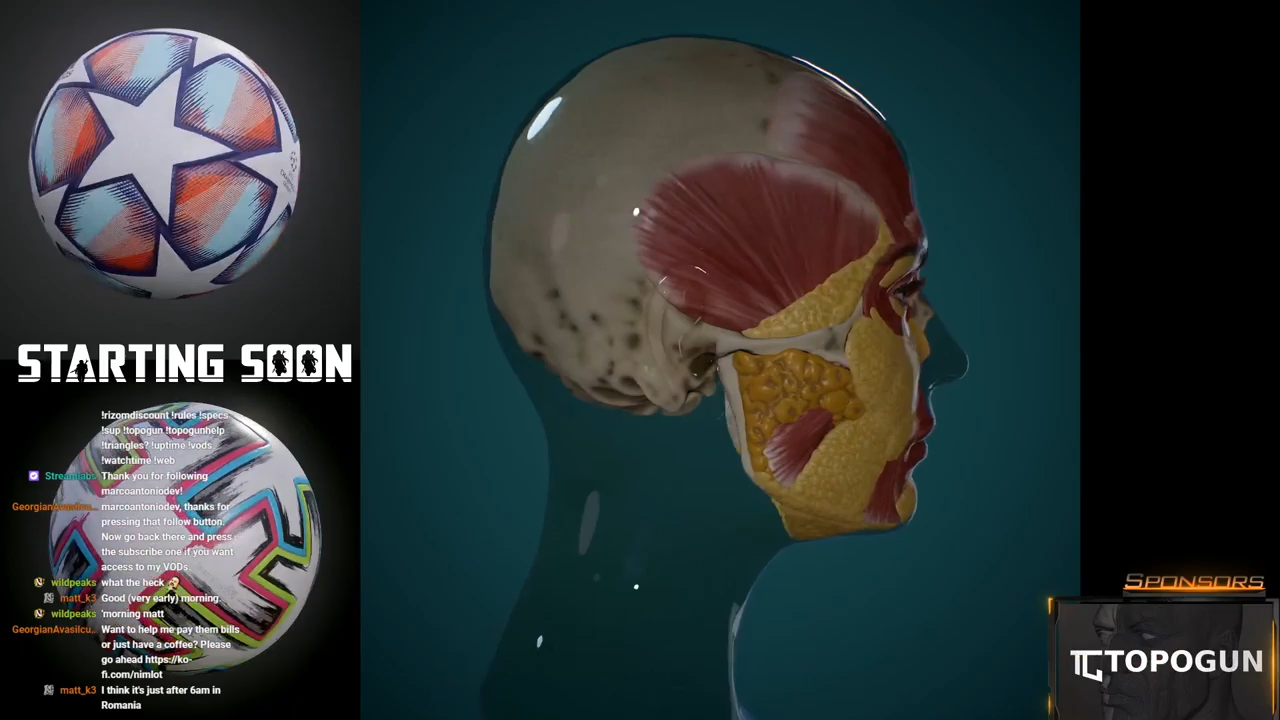 STARTING SOON
!rizomdiscount !rules !specs
!sup !topogun !topogunhelp
!triangles? !uptime !vods
!watchtime !web
Streamlabs Thank you for following
marcoantoniodev!
GeorgianAvasilcu... marcoantoniodev, thanks for
pressing that follow button.
Now go back there and press
the subscribe one if you want
access to my VODs.
wildpeaks what the heck
matt_k3 Good (very early) morning.
wildpeaks 'morning matt
GeorgianAvasilcu... Want to help me pay them bills
or just have a coffee? Please
go ahead https://ko-
fi.com/nimlot
matt_k3 I think it's just after 6am in
Romania
SPONSORS
TOPOGUN